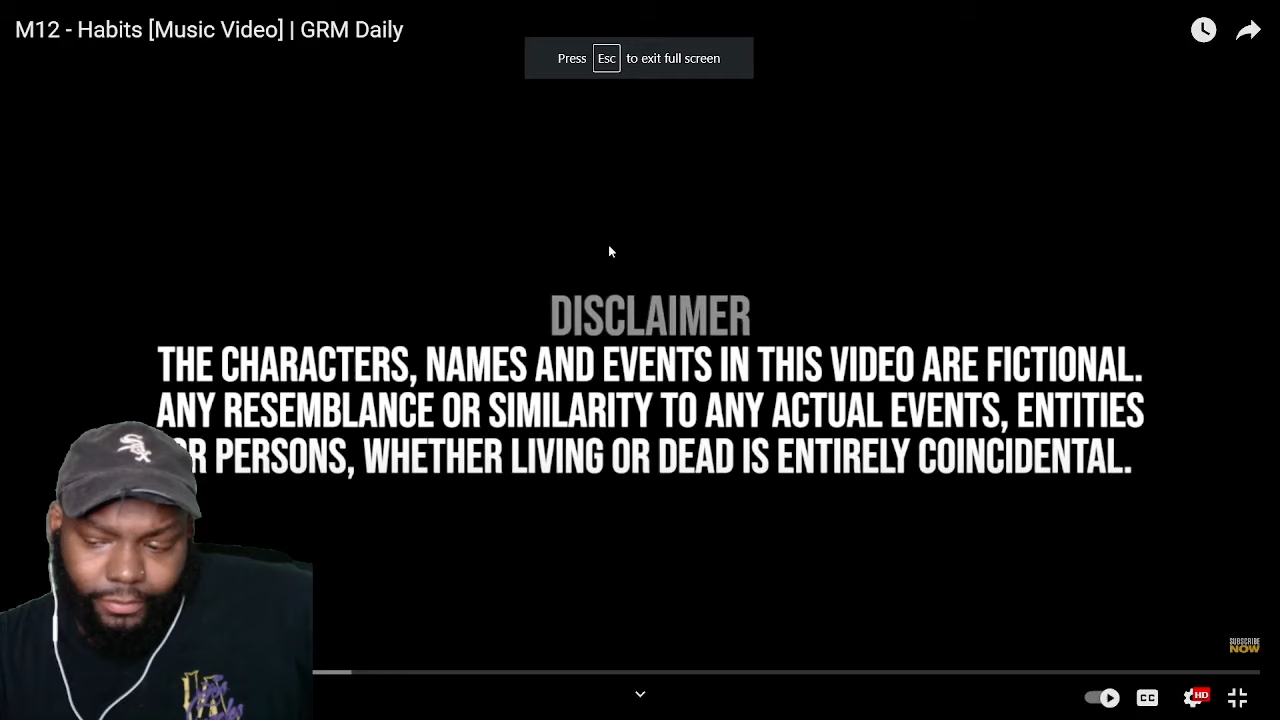 M12 - Habits [Music Video] | GRM Daily
Press Esc to exit full screen
DISCLAIMER
THE CHARACTERS, NAMES AND EVENTS IN THIS VIDEO ARE FICTIONAL.
ANY RESEMBLANCE OR SIMILARITY TO ANY ACTUAL EVENTS, ENTITIES
R PERSONS, WHETHER LIVING OR DEAD IS ENTIRELY COINCIDENTAL.
Sox
SUBSCRIBE
NOW
CC
HD